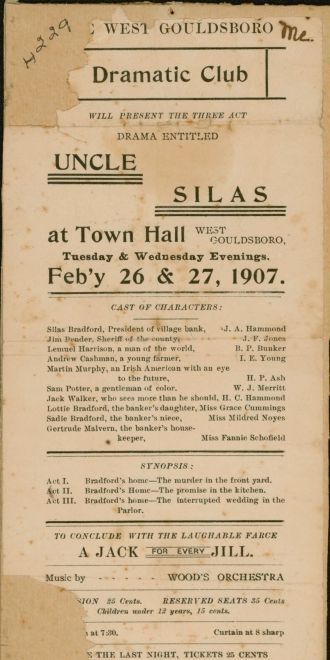 4229
WEST GOULDSBORO Me.
Dramatic Club
WILL PRESENT THE THREE ACT
DRAMA ENTITLED
UNCLE
SILAS
at Town Hall WEST GOULDSBORO,
Tuesday & Wednesday Evenings.
Feb'y 26 & 27, 1907.
CAST OF CHARACTERS:
Silas Bradford, President of village bank, J. A. Hammond
Jim Bender, Sheriff of the county, J. F. Jones
Lemuel Harrison, a man of the world, B. P. Bunker
Andrew Cashman, a young farmer, I. E. Young
Martin Murphy, an Irish American with an eye
to the future, H. P. Ash
Sam Potter, a gentleman of color. W. J. Merritt
Jack Walker, who sees more than he should, H. C. Hammond
Lottie Bradford, the banker's daughter, Miss Grace Cummings
Sadie Bradford, the banker's niece, Miss Mildred Noyes
Gertrude Malvern, the banker's house-
keeper, Miss Fannie Schofield
SYNOPSIS:
Act I. Bradford's home—The murder in the front yard.
Act II. Bradford's Home—The promise in the kitchen.
Act III. Bradford's home—The interrupted wedding in the
Parlor.
TO CONCLUDE WITH THE LAUGHABLE FARCE
A JACK FOR EVERY JILL.
Music by - - - - - WOOD'S ORCHESTRA
SION 25 Cents. RESERVED SEATS 35 Cents
Children under 12 years, 15 cents.
at 7:30. Curtain at 8 sharp
E THE LAST NIGHT, TICKETS 25 CENTS